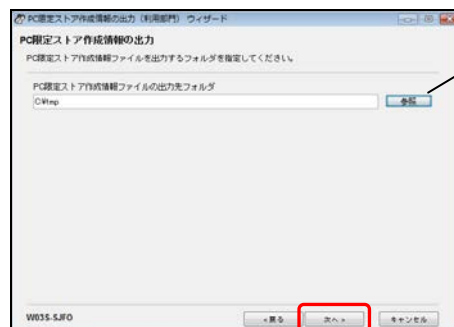 PC限定ストア作成情報の出力（利用部門） ウィザード
PC限定ストア作成情報の出力
PC限定ストア作成情報ファイルを出力するフォルダを指定してください。
PC限定ストア作成情報ファイルの出力先フォルダ
C:¥tmp
参照
W035-SJFO
<戻る
次へ>
キャンセル